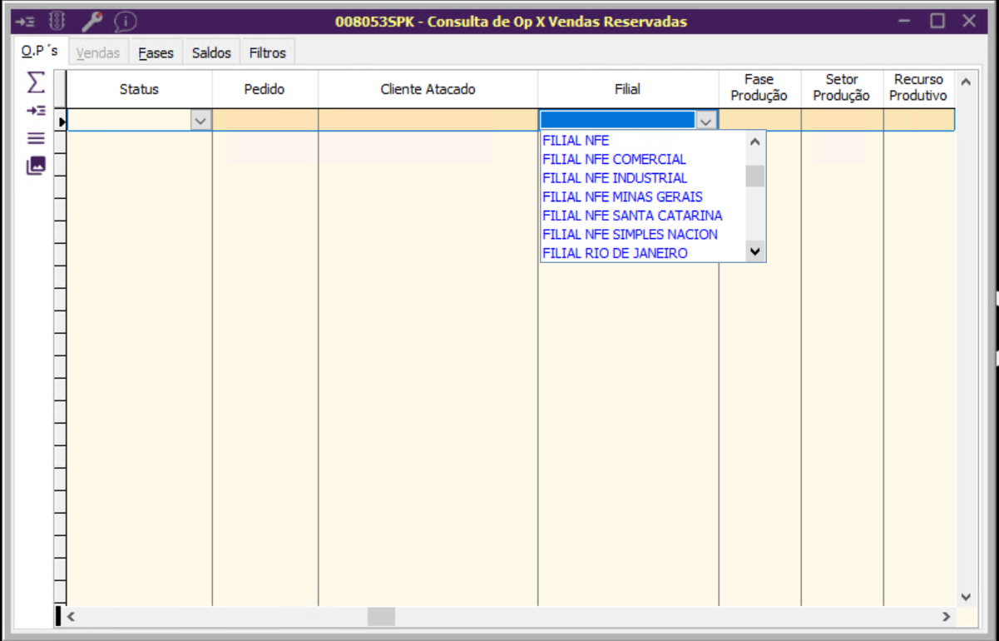 008053SPK - Consulta de Op X Vendas Reservadas
O.P´s Vendas Fases Saldos Filtros
Status Pedido Cliente Atacado Filial Fase Produção Setor Produção Recurso Produtivo
FILIAL NFE
FILIAL NFE COMERCIAL
FILIAL NFE INDUSTRIAL
FILIAL NFE MINAS GERAIS
FILIAL NFE SANTA CATARINA
FILIAL NFE SIMPLES NACION
FILIAL RIO DE JANEIRO